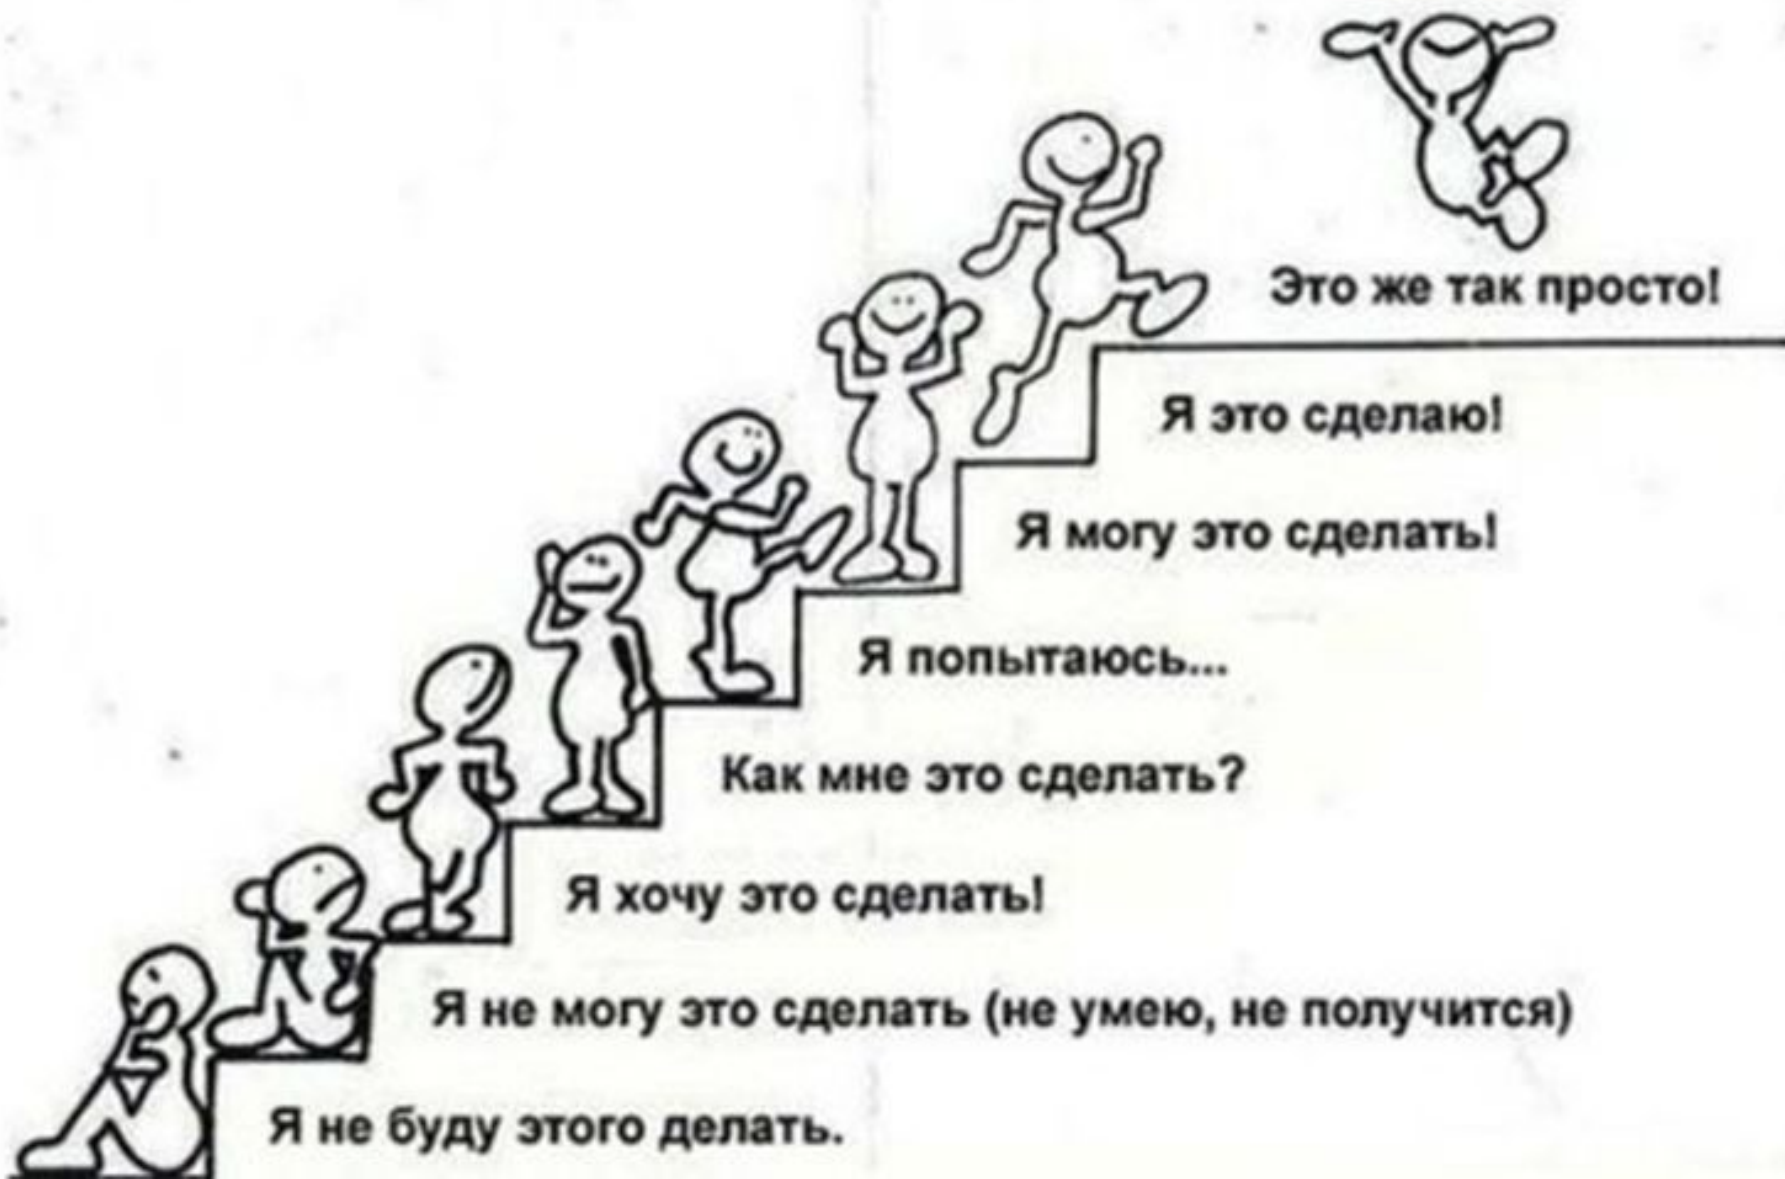 Это же так просто!
Я это сделаю!
Я могу это сделать!
Я попытаюсь...
Как мне это сделать?
Я хочу это сделать!
Я не могу это сделать (не умею, не получится)
Я не буду этого делать.